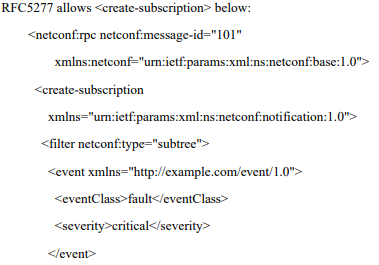 RFC5277 allows <create-subscription> below:
<netconf:rpc netconf:message-id="101"
xmlns:netconf="urn:ietf:params:xml:ns:netconf:base:1.0">
<create-subscription
xmlns="urn:ietf:params:xml:ns:netconf:notification:1.0">
<filter netconf:type="subtree">
<event xmlns="http://example.com/event/1.0">
<eventClass>fault</eventClass>
<severity>critical</severity>
</event>